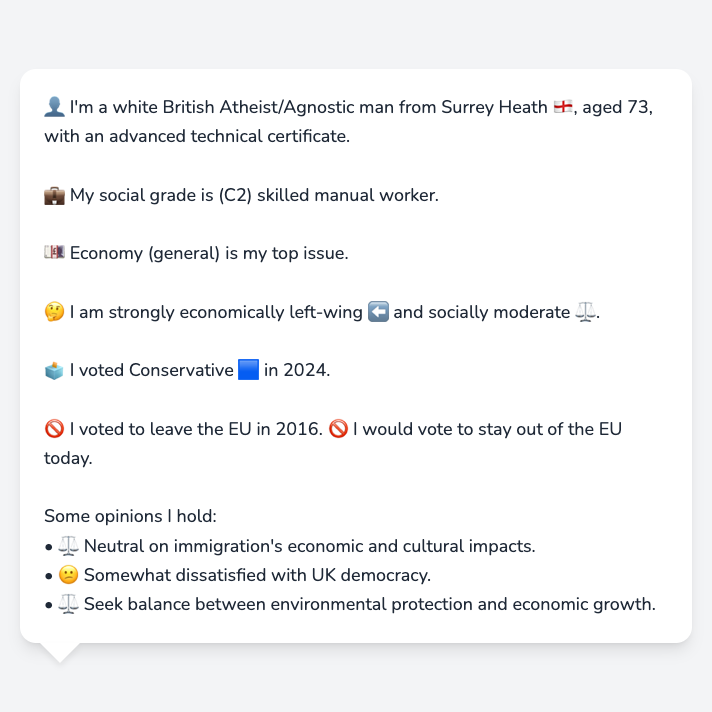 👤 I'm a white British Atheist/Agnostic man from Surrey Heath 🏴󠁧󠁢󠁥󠁮󠁧󠁿, aged 73,
with an advanced technical certificate.
💼 My social grade is (C2) skilled manual worker.
💷 Economy (general) is my top issue.
🤔 I am strongly economically left-wing ⬅️ and socially moderate ⚖️.
🗳️ I voted Conservative 🟦 in 2024.
🚫 I voted to leave the EU in 2016. 🚫 I would vote to stay out of the EU
today.
Some opinions I hold:
• ⚖️ Neutral on immigration's economic and cultural impacts.
• 😕 Somewhat dissatisfied with UK democracy.
• ⚖️ Seek balance between environmental protection and economic growth.